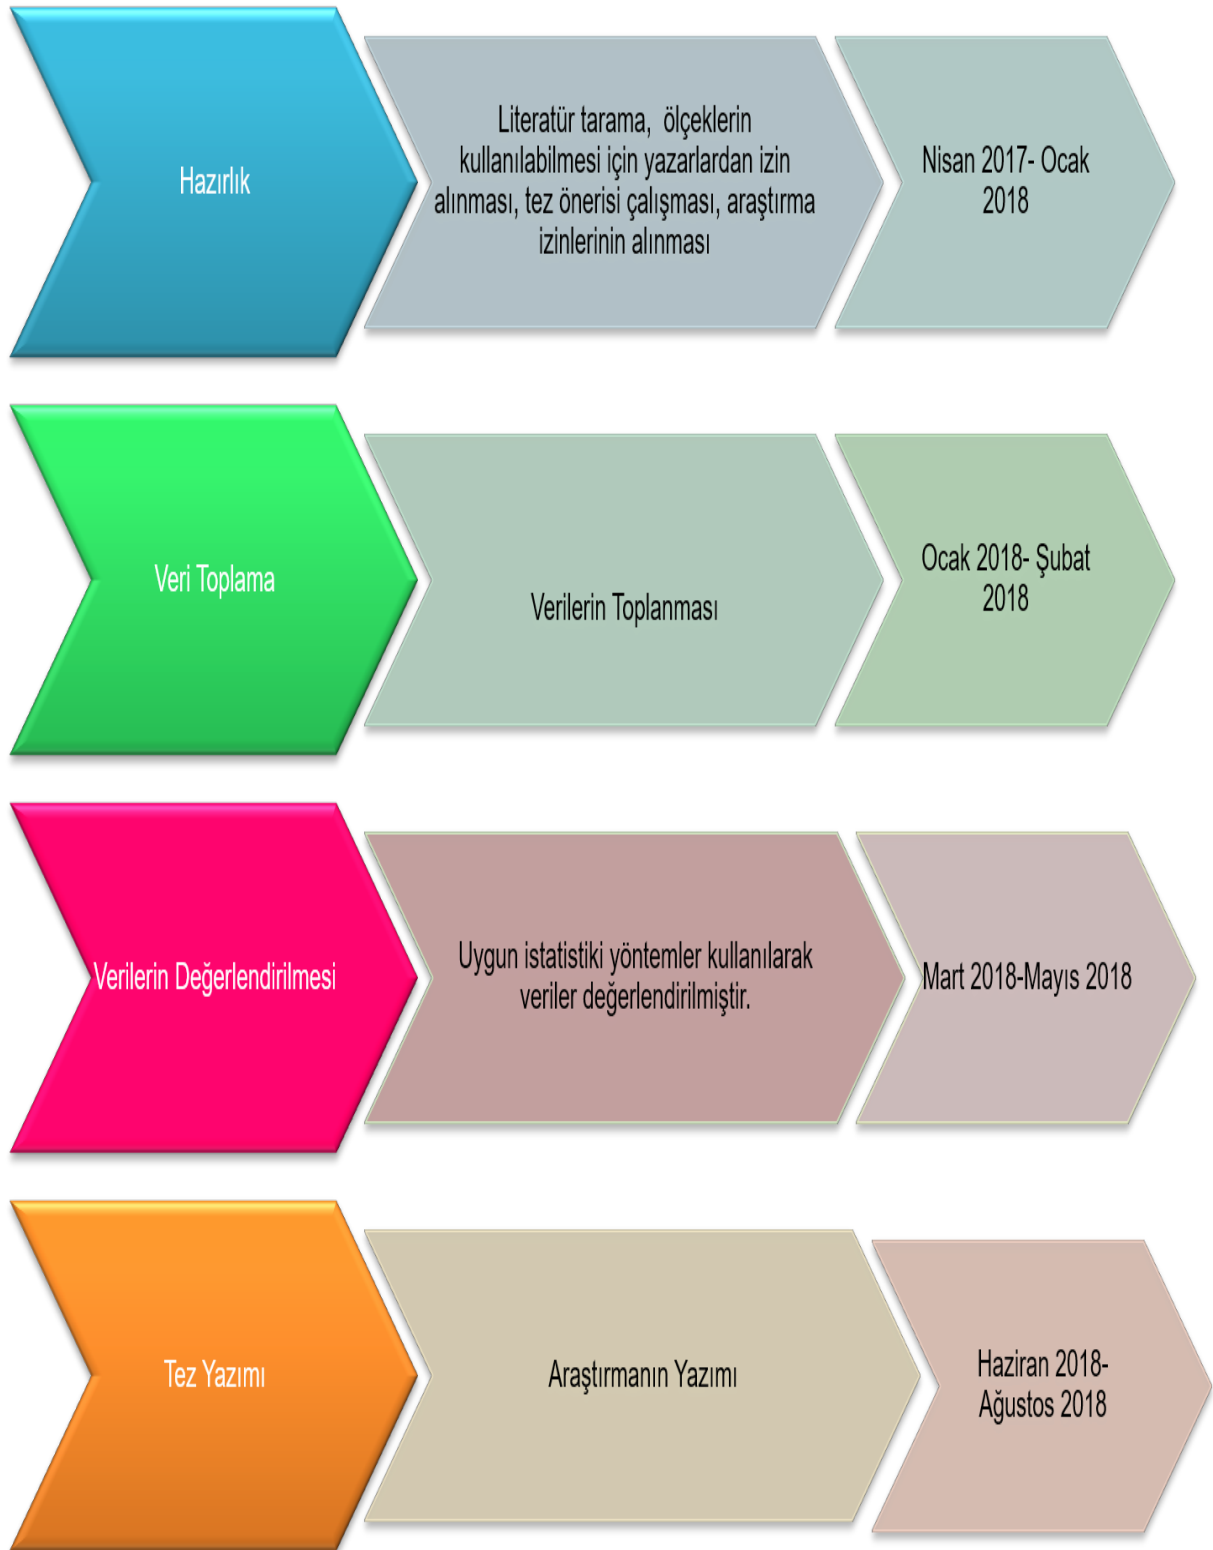 Hazırlık
Literatür tarama,  ölçeklerin
kullanılabilmesi için yazarlardan izin
alınması, tez önerisi çalışması, araştırma
izinlerinin alınması
Nisan 2017- Ocak
2018
Veri Toplama
Verilerin Toplanması
Ocak 2018- Şubat
2018
Verilerin Değerlendirilmesi
Uygun istatistiki yöntemler kullanılarak
veriler değerlendirilmiştir.
Mart 2018-Mayıs 2018
Tez Yazımı
Araştırmanın Yazımı
Haziran 2018-
Ağustos 2018